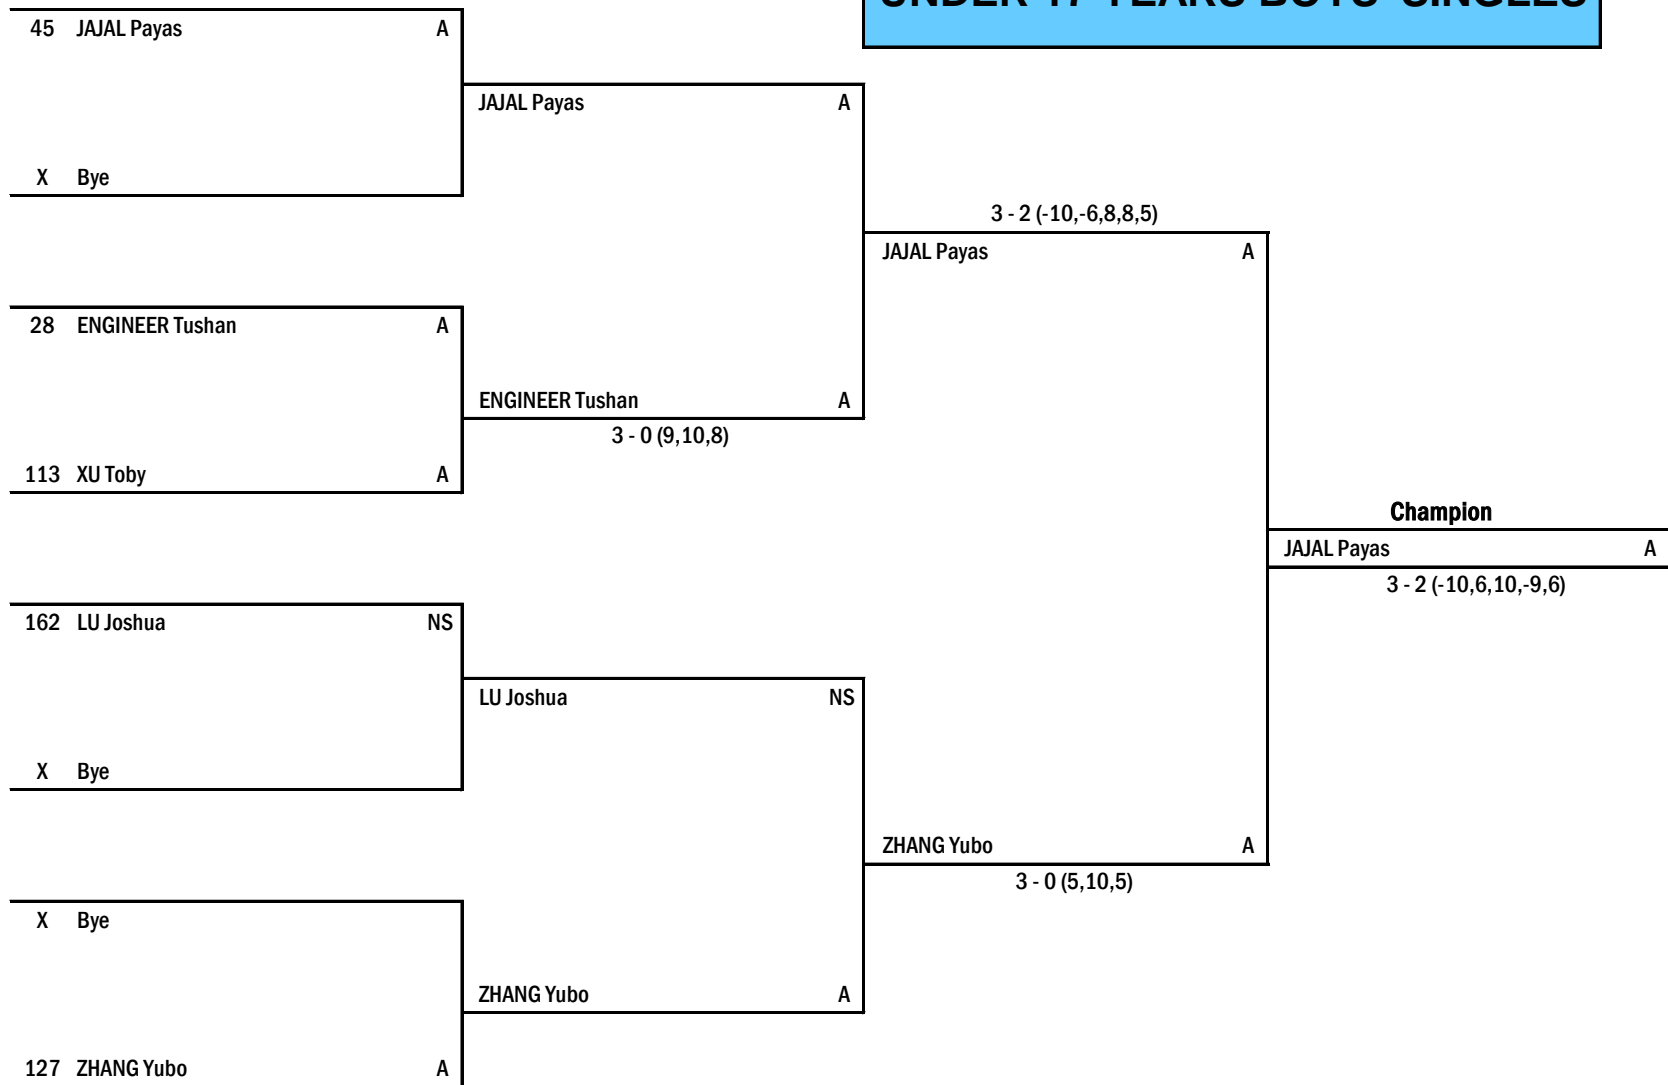 UNDER 17 YEARS BOYS' SINGLES
45 JAJAL Payas A
JAJAL Payas A
X Bye
3 - 2 (-10,-6,8,8,5)
JAJAL Payas A
28 ENGINEER Tushan A
ENGINEER Tushan A
3 - 0 (9,10,8)
113 XU Toby A
Champion
JAJAL Payas A
3 - 2 (-10,6,10,-9,6)
162 LU Joshua NS
LU Joshua NS
X Bye
ZHANG Yubo A
3 - 0 (5,10,5)
X Bye
ZHANG Yubo A
127 ZHANG Yubo A